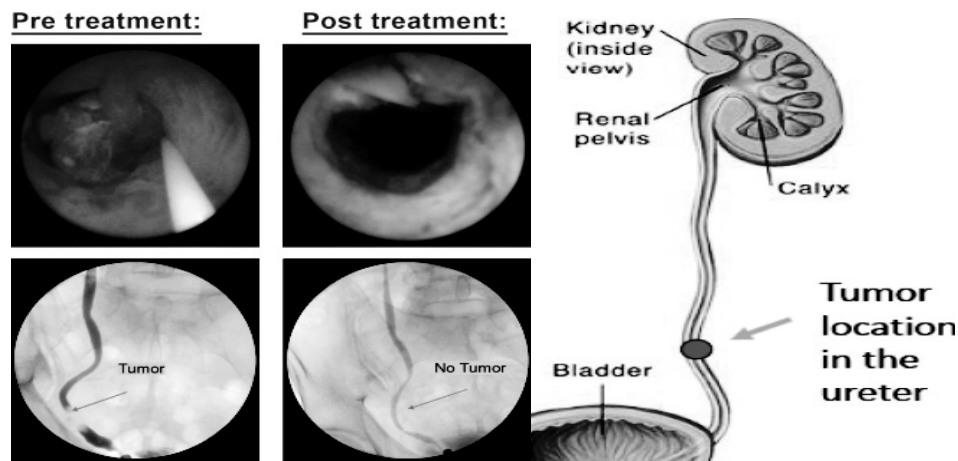 Pre treatment:
Post treatment:
Tumor
No Tumor
Kidney
(inside
view)
Renal
pelvis
Calyx
Tumor
location
in the
ureter
Bladder